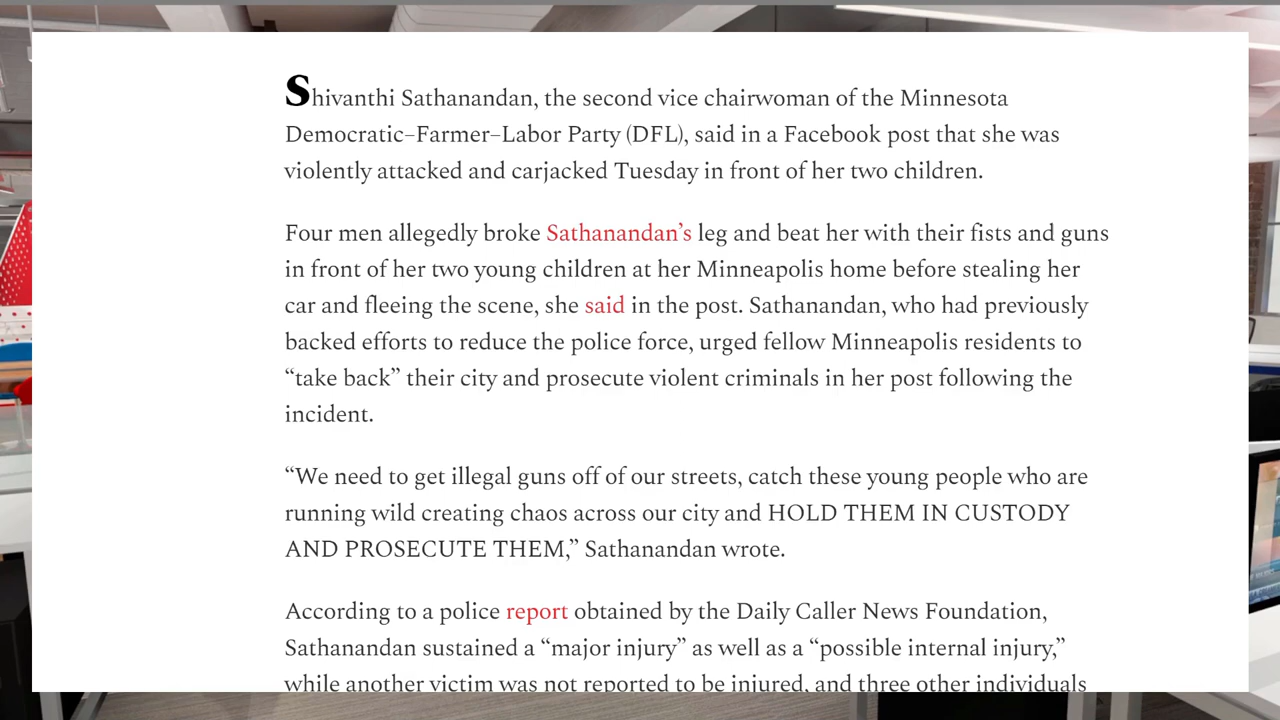 Shivanthi Sathanandan, the second vice chairwoman of the Minnesota
Democratic–Farmer–Labor Party (DFL), said in a Facebook post that she was
violently attacked and carjacked Tuesday in front of her two children.
Four men allegedly broke Sathanandan’s leg and beat her with their fists and guns
in front of her two young children at her Minneapolis home before stealing her
car and fleeing the scene, she said in the post. Sathanandan, who had previously
backed efforts to reduce the police force, urged fellow Minneapolis residents to
“take back” their city and prosecute violent criminals in her post following the
incident.
“We need to get illegal guns off of our streets, catch these young people who are
running wild creating chaos across our city and HOLD THEM IN CUSTODY
AND PROSECUTE THEM,” Sathanandan wrote.
According to a police report obtained by the Daily Caller News Foundation,
Sathanandan sustained a “major injury” as well as a “possible internal injury,”
while another victim was not reported to be injured, and three other individuals